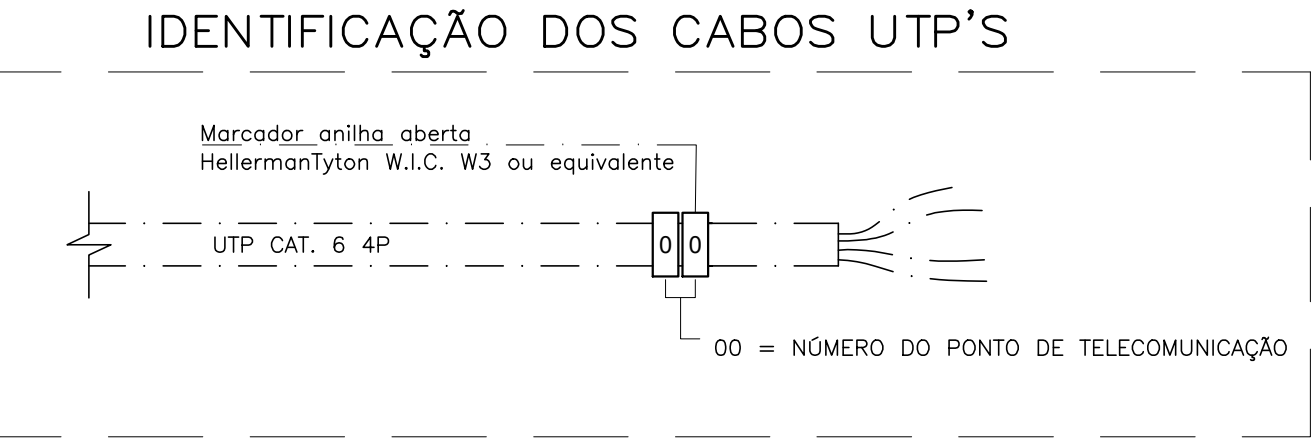 IDENTIFICAÇÃO DOS CABOS UTP'S
Marcador anilha aberta
HellermanTyton W.I.C. W3 ou equivalente
UTP CAT. 6 4P
0 0
00 = NÚMERO DO PONTO DE TELECOMUNICAÇÃO